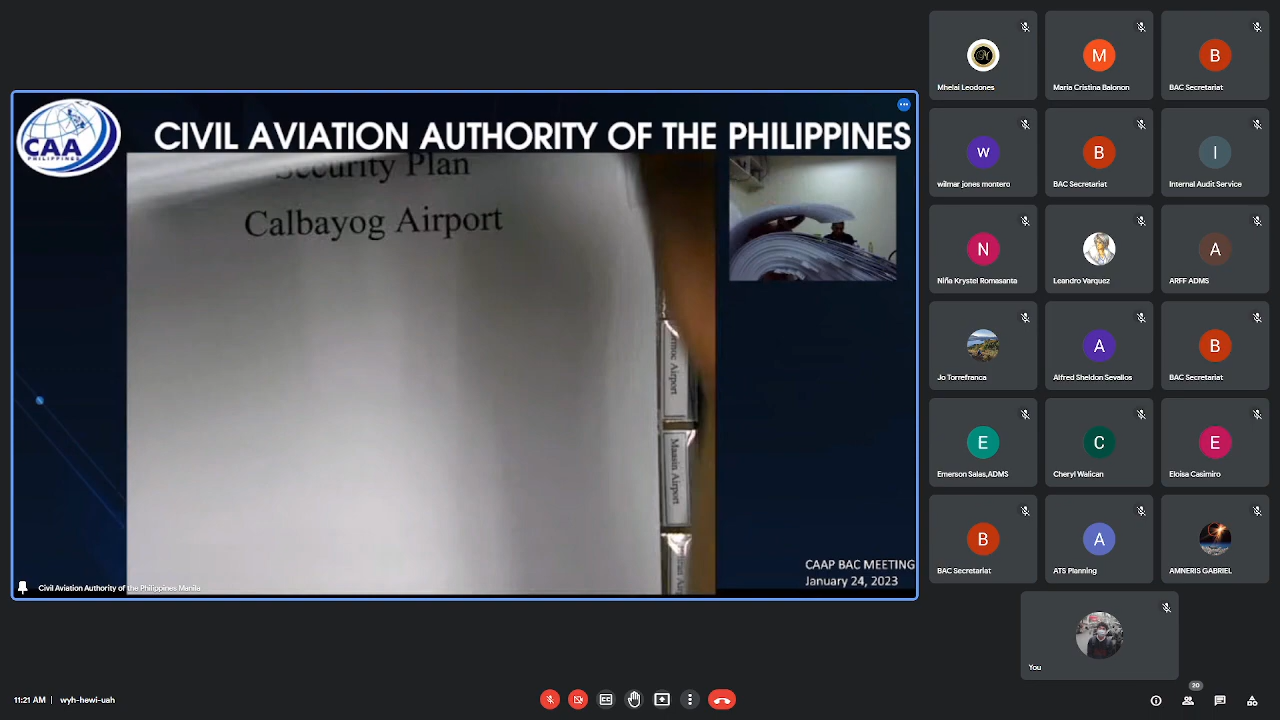 CAA
PHILIPPINES
CIVIL AVIATION AUTHORITY OF THE PHILIPPINES
Security Plan
Calbayog Airport
Airport
Maasin Airport
CAAP BAC MEETING
January 24, 2023
Civil Aviation Authority of the Philippines Manila
Mhelai Leodones
M
Marie Cristina Balonon
B
BAC Secretariat
w
wilmar jones montero
B
BAC Secretariat
I
Internal Audit Service
N
Niña Krystel Romasanta
Leandro Varquez
A
ARFF ADMS
Jo Torrefranca
A
Alfred Sheldon Sevallos
B
BAC Secretariat
E
Emerson Salas,ADMS
C
Cheryl Walican
E
Eloisa Casimiro
B
BAC Secretariat
A
ATS Planning
AMNERIS GABRIEL
You
11:21 AM
wyh-hewi-uah
20